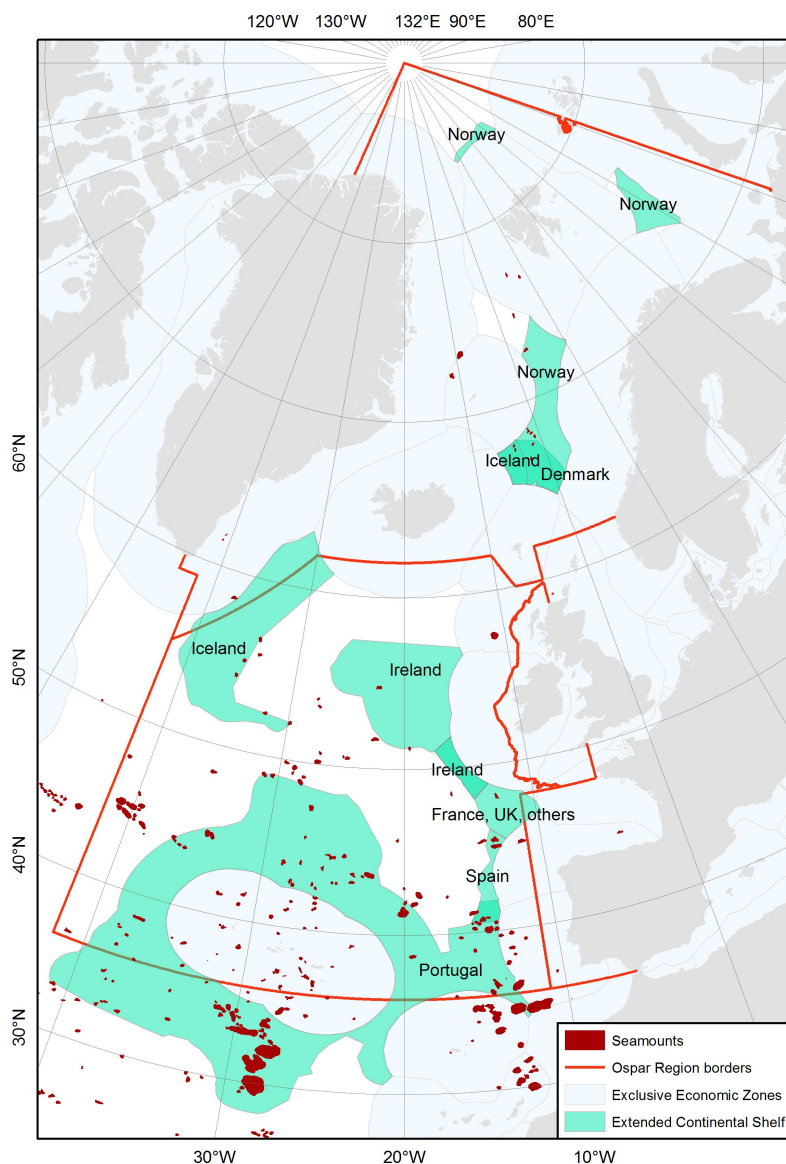 120°W 130°W 132°E 90°E 80°E
Norway
Norway
Norway
60°N
Iceland
Denmark
Iceland
50°N
Ireland
Ireland
France, UK, others
40°N
Spain
Portugal
30°N
Seamounts
Ospar Region borders
Exclusive Economic Zones
Extended Continental Shelf
30°W 20°W 10°W